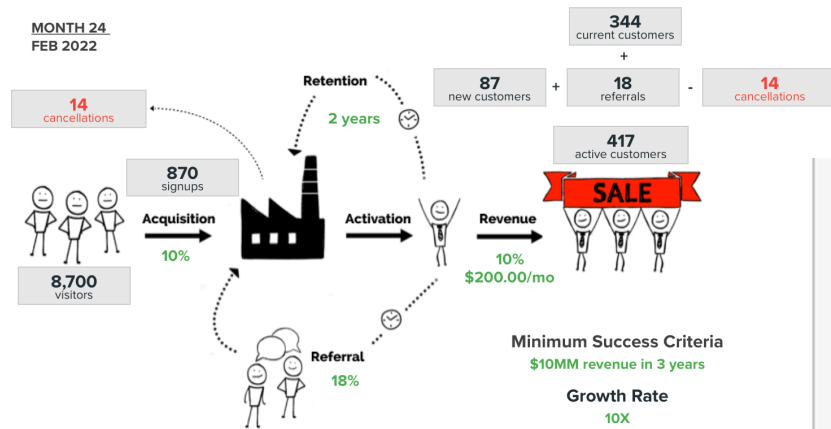 MONTH 24
FEB 2022
344
current customers
+
87
new customers
+
18
referrals
-
14
cancellations
417
active customers
14
cancellations
Retention
2 years
870
signups
Acquisition
10%
8,700
visitors
Activation
Revenue
10%
$200.00/mo
SALE
Referral
18%
Minimum Success Criteria
$10MM revenue in 3 years
Growth Rate
10X